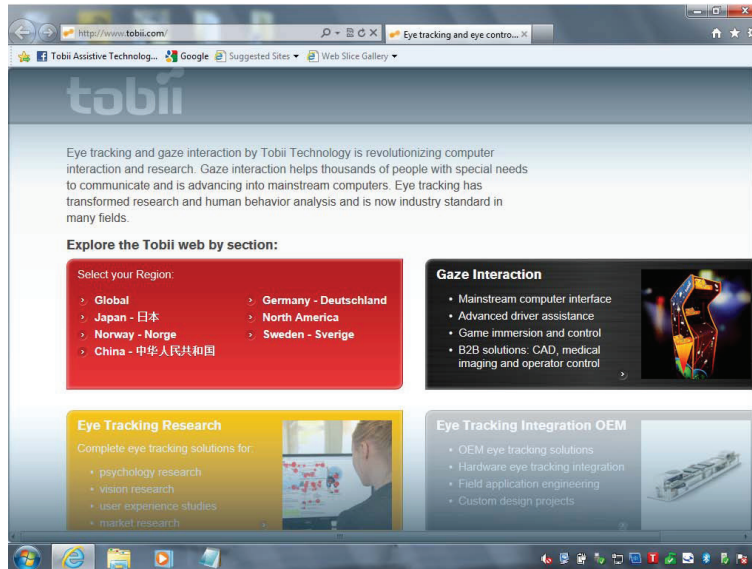 http://www.tobii.com/
Eye tracking and eye contro...
Tobii Assistive Technolog...
Google
Suggested Sites
Web Slice Gallery
tobii
Eye tracking and gaze interaction by Tobii Technology is revolutionizing computer
interaction and research. Gaze interaction helps thousands of people with special needs
to communicate and is advancing into mainstream computers. Eye tracking has
transformed research and human behavior analysis and is now industry standard in
many fields.
Explore the Tobii web by section:
Select your Region:
Global
Japan - 日本
Norway - Norge
China - 中华人民共和国
Germany - Deutschland
North America
Sweden - Sverige
Gaze Interaction
• Mainstream computer interface
• Advanced driver assistance
• Game immersion and control
• B2B solutions: CAD, medical
imaging and operator control
Eye Tracking Research
Complete eye tracking solutions for:
• psychology research
• vision research
• user experience studies
• market research
Eye Tracking Integration OEM
• OEM eye tracking solutions
• Hardware eye tracking integration
• Field application engineering
• Custom design projects